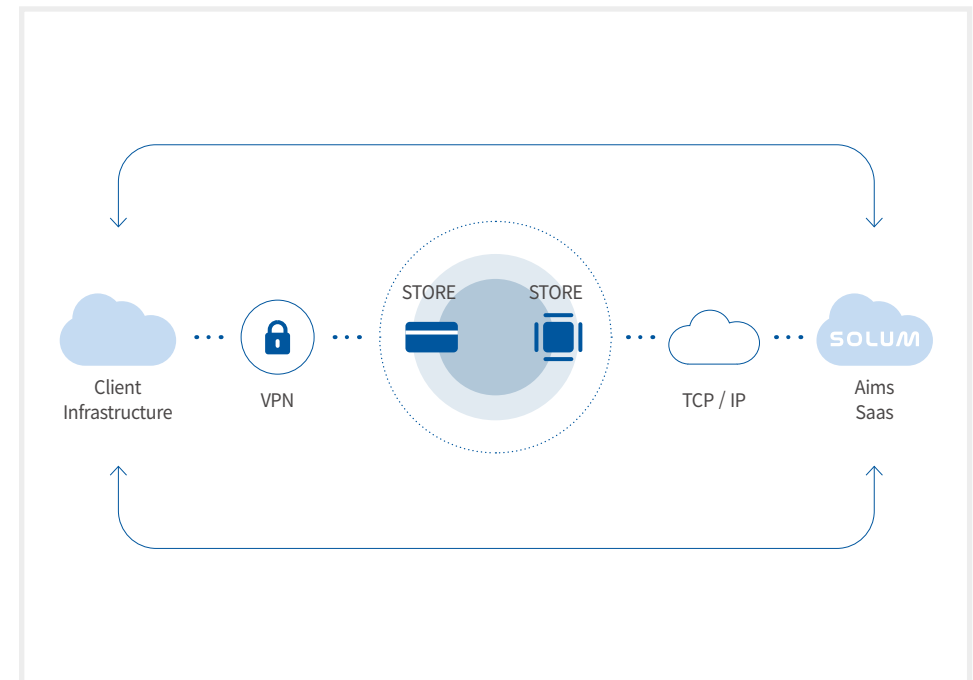 STORE
STORE
SOLUM
Client
Infrastructure
VPN
TCP / IP
Aims
Saas